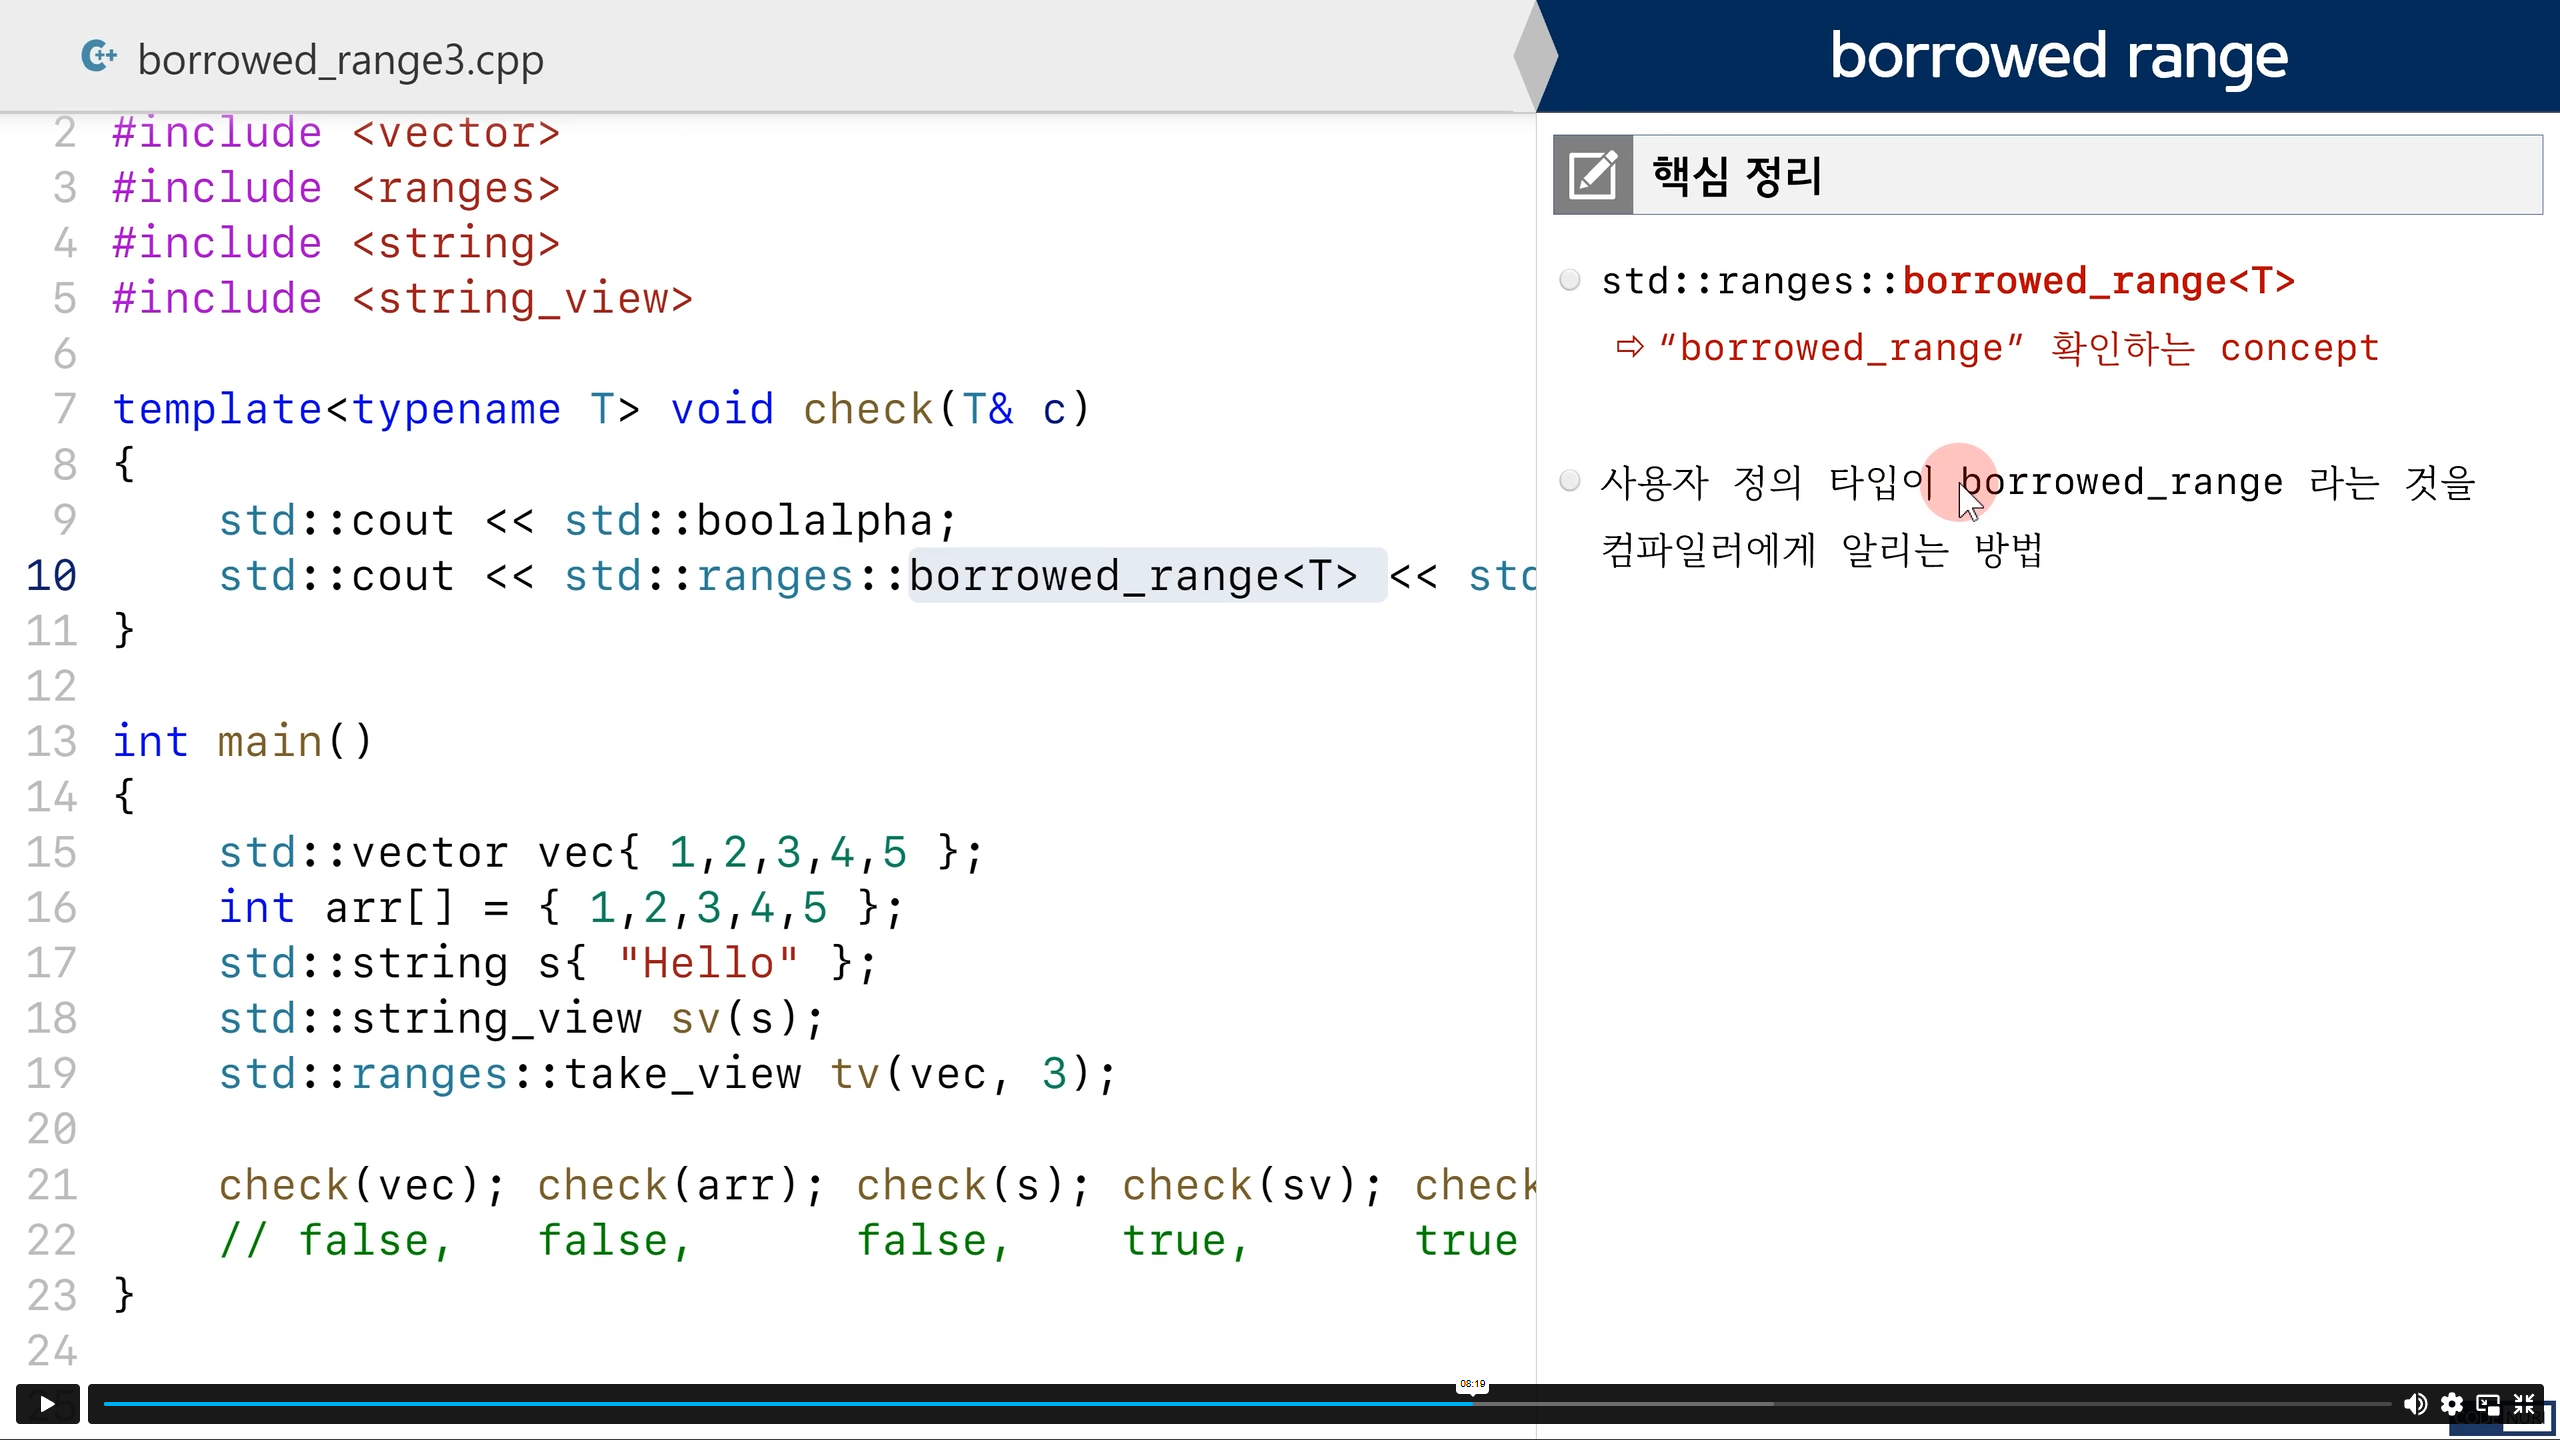 borrowed_range3.cpp
borrowed range
2 #include <vector>
3 #include <ranges>
4 #include <string>
5 #include <string_view>
6
7 template<typename T> void check(T& c)
8 {
9     std::cout << std::boolalpha;
10     std::cout << std::ranges::borrowed_range<T> << std
11 }
12
13 int main()
14 {
15     std::vector vec{ 1,2,3,4,5 };
16     int arr[] = { 1,2,3,4,5 };
17     std::string s{ "Hello" };
18     std::string_view sv(s);
19     std::ranges::take_view tv(vec, 3);
20
21     check(vec); check(arr); check(s); check(sv); check
22     // false,   false,      false,    true,      true
23 }
24
핵심 정리
std::ranges::borrowed_range<T>
⇨ “borrowed_range” 확인하는 concept
사용자 정의 타입이 borrowed_range 라는 것을
컴파일러에게 알리는 방법
08:19